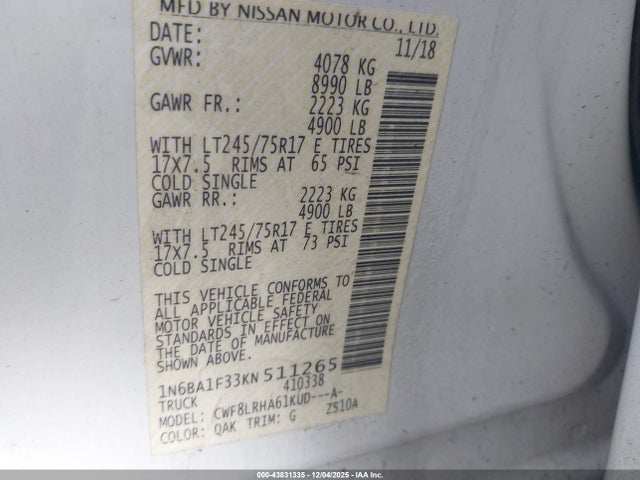 MFD BY NISSAN MOTOR CO., LTD.
DATE: 11/18
GVWR: 4078 KG
8990 LB
GAWR FR.: 2223 KG
4900 LB
WITH LT245/75R17 E TIRES
17X7.5 RIMS AT 65 PSI
COLD SINGLE
GAWR RR.: 2223 KG
4900 LB
WITH LT245/75R17 E TIRES
17X7.5 RIMS AT 73 PSI
COLD SINGLE
THIS VEHICLE CONFORMS TO
ALL APPLICABLE FEDERAL
MOTOR VEHICLE SAFETY
STANDARDS IN EFFECT ON
THE DATE OF MANUFACTURE
SHOWN ABOVE.
1N6BA1F33KN511265
TRUCK 410338
MODEL: CWF8LRHA61KUD---A-
COLOR: QAK TRIM: G ZS10A
000-43831335 - 12/04/2025 - IAA Inc.